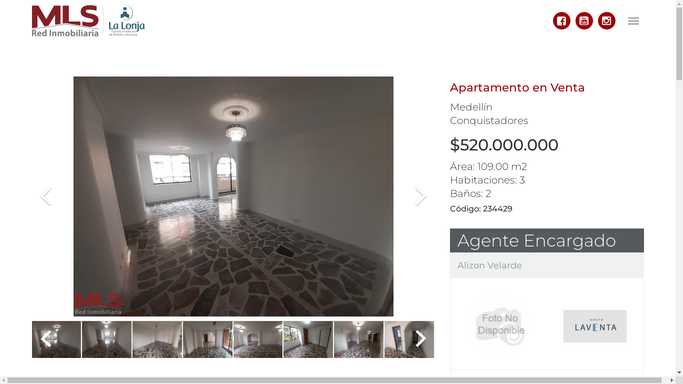 MLS
Red Inmobiliaria
La Lonja
Apartamento en Venta
Medellín
Conquistadores
$520.000.000
Área: 109.00 m2
Habitaciones: 3
Baños: 2
Código: 234429
MLS
Red Inmobiliaria
Agente Encargado
Alizon Velarde
Foto No
Disponible
LAVENTA